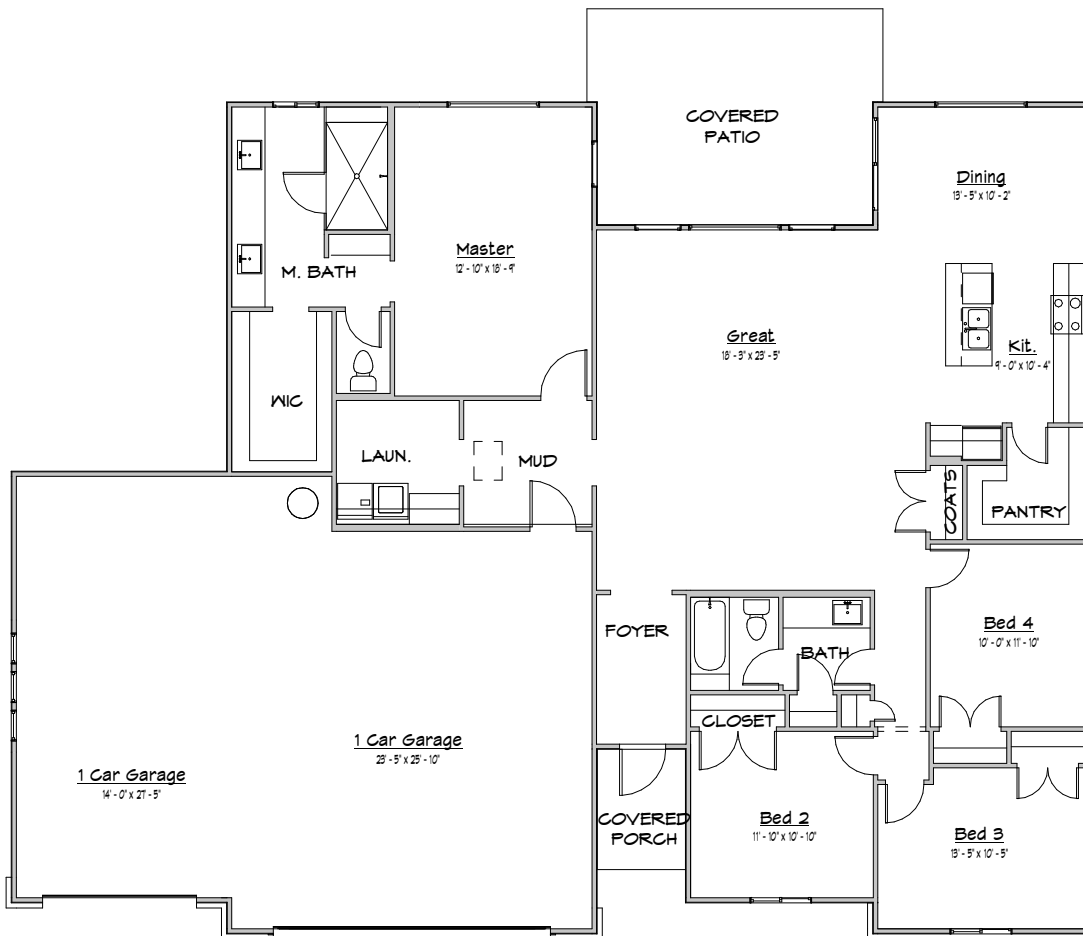 COVERED
PATIO
Dining
13' - 5" x 10' - 2"
Master
12' - 10" x 18' - 9"
M. BATH
Great
18' - 3" x 23' - 5"
Kit.
9' - 0" x 10' - 4"
WIC
LAUN.
MUD
COATS
PANTRY
FOYER
BATH
Bed 4
10' - 0" x 11' - 10"
CLOSET
1 Car Garage
23' - 5" x 25' - 10"
1 Car Garage
14' - 0" x 27' - 5"
COVERED
PORCH
Bed 2
11' - 10" x 10' - 10"
Bed 3
13' - 5" x 10' - 5"